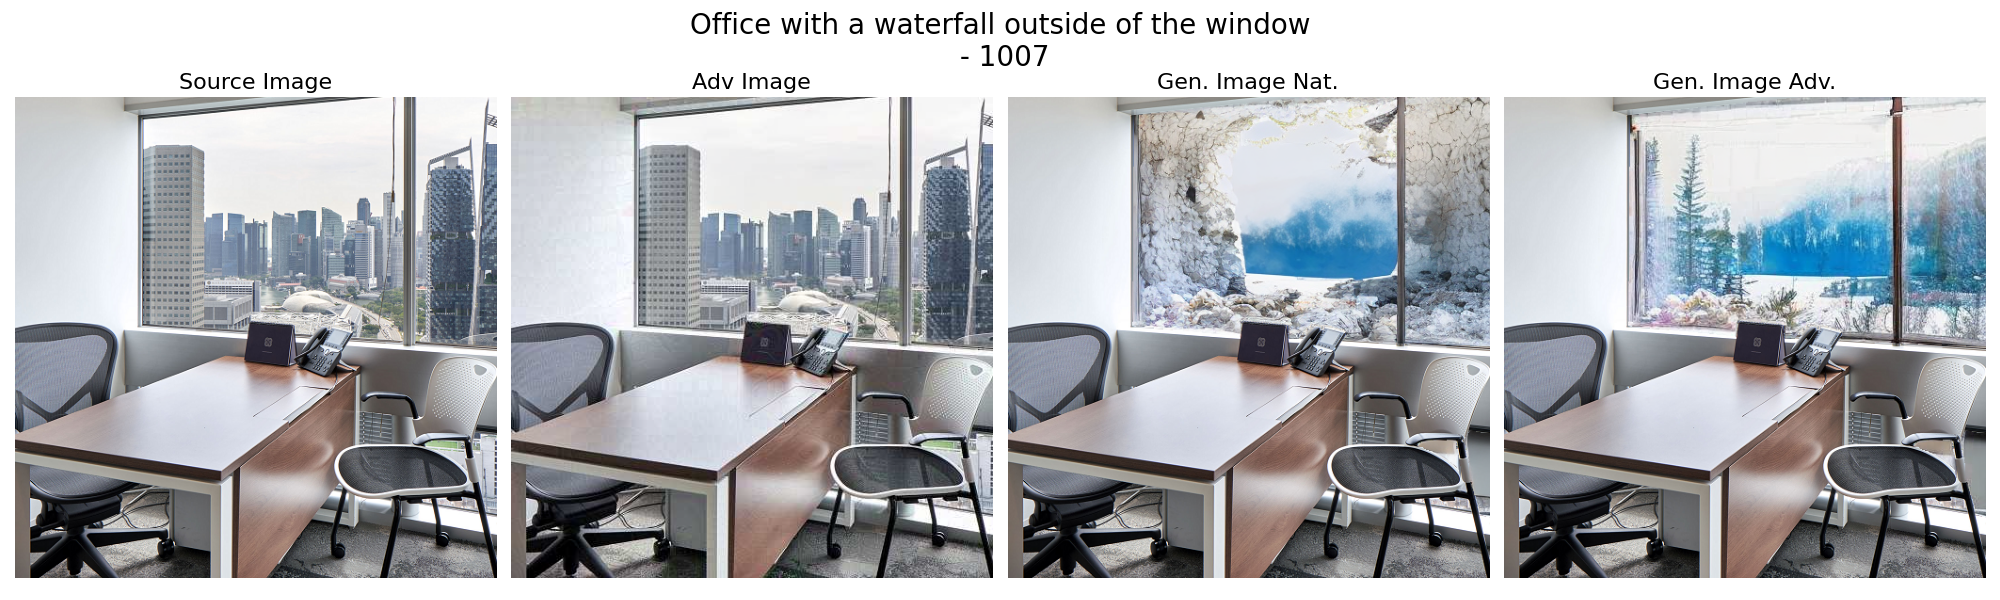 Office with a waterfall outside of the window
- 1007
Source Image
Adv Image
Gen. Image Nat.
Gen. Image Adv.